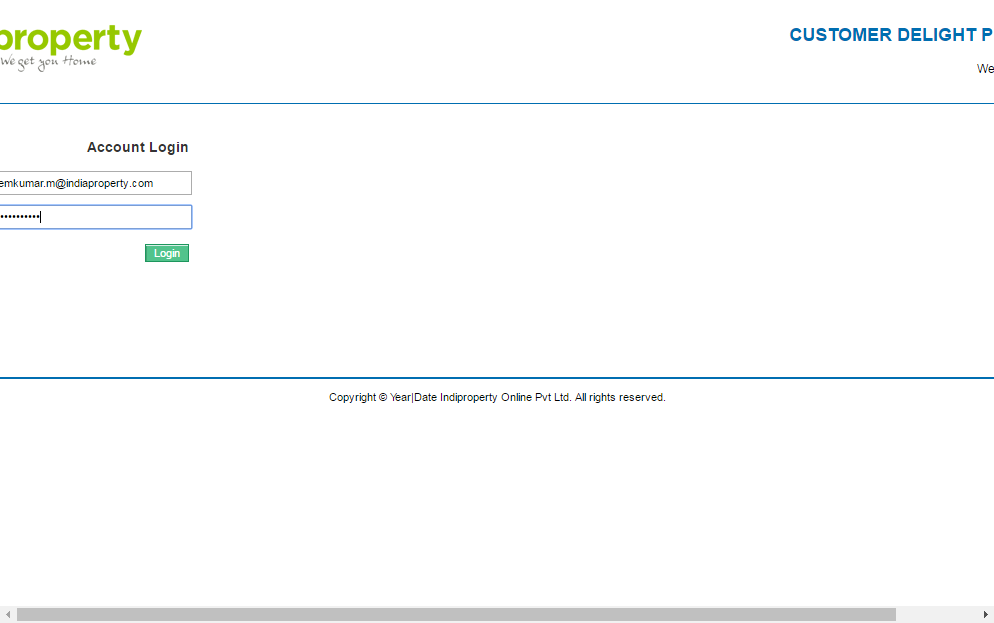 property
We get you Home
CUSTOMER DELIGHT P
We
Account Login
emkumar.m@indiaproperty.com
••••••••••
Login
Copyright © Year|Date Indiproperty Online Pvt Ltd. All rights reserved.